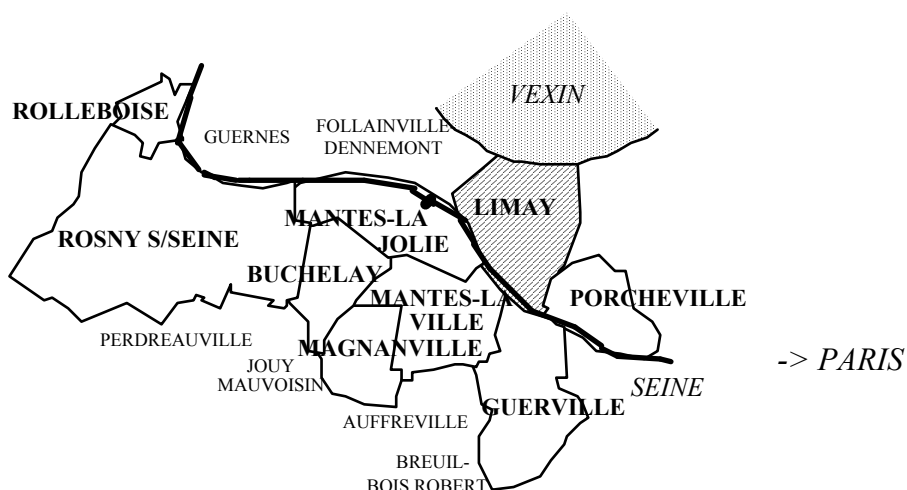 VEXIN
ROLLEBOISE
GUERNES
FOLLAINVILLE
DENNEMONT
LIMAY
MANTES-LA
JOLIE
ROSNY S/SEINE
BUCHELAY
MANTES-LA
VILLE
PORCHEVILLE
PERDREAUVILLE
MAGNANVILLE
JOUY
MAUVOISIN
-> PARIS
SEINE
GUERVILLE
AUFFREVILLE
BREUIL-
BOIS ROBERT